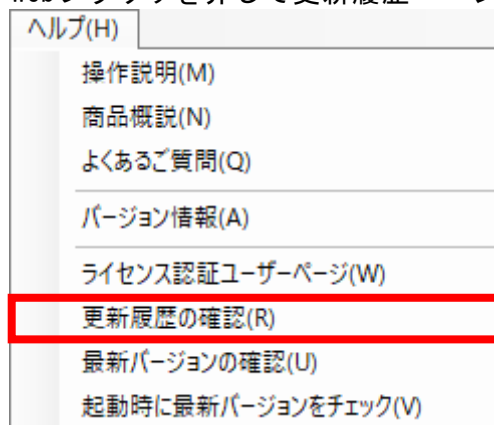 ヘルプ(H)
操作説明(M)
商品概説(N)
よくあるご質問(Q)
バージョン情報(A)
ライセンス認証ユーザーページ(W)
更新履歴の確認(R)
最新バージョンの確認(U)
起動時に最新バージョンをチェック(V)